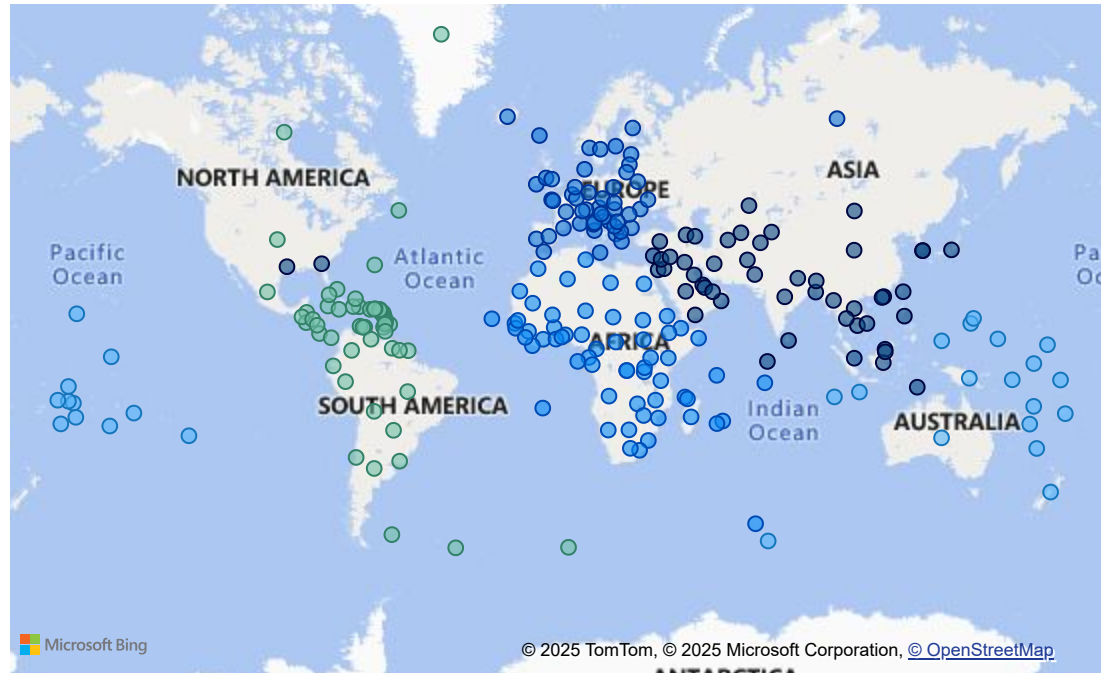 NORTH AMERICA
ASIA
EUROPE
Pacific
Ocean
Atlantic
Ocean
Pa
Oc
AFRICA
SOUTH AMERICA
Indian
Ocean
AUSTRALIA
Microsoft Bing
© 2025 TomTom, © 2025 Microsoft Corporation, © OpenStreetMap
ANTARCTICA